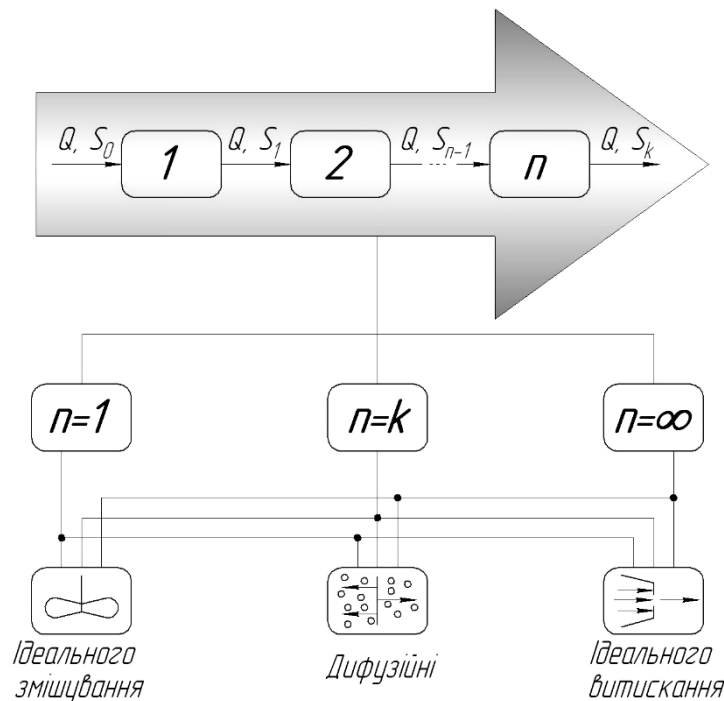 Q, S₀
Q, S₁
Q, Sₙ₋₁
Q, Sₖ
1
2
n
n=1
n=k
n=∞
Ідеального
змішування
Дифузійні
Ідеального
витискання